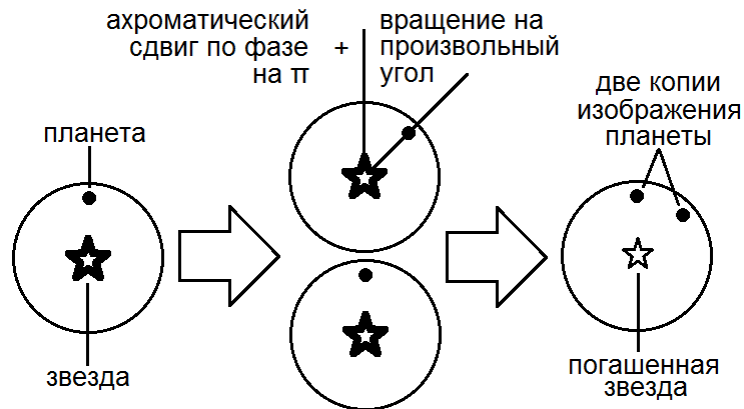 ахроматический
сдвиг по фазе
на π
+
вращение на
произвольный
угол
две копии
изображения
планеты
планета
звезда
погашенная
звезда